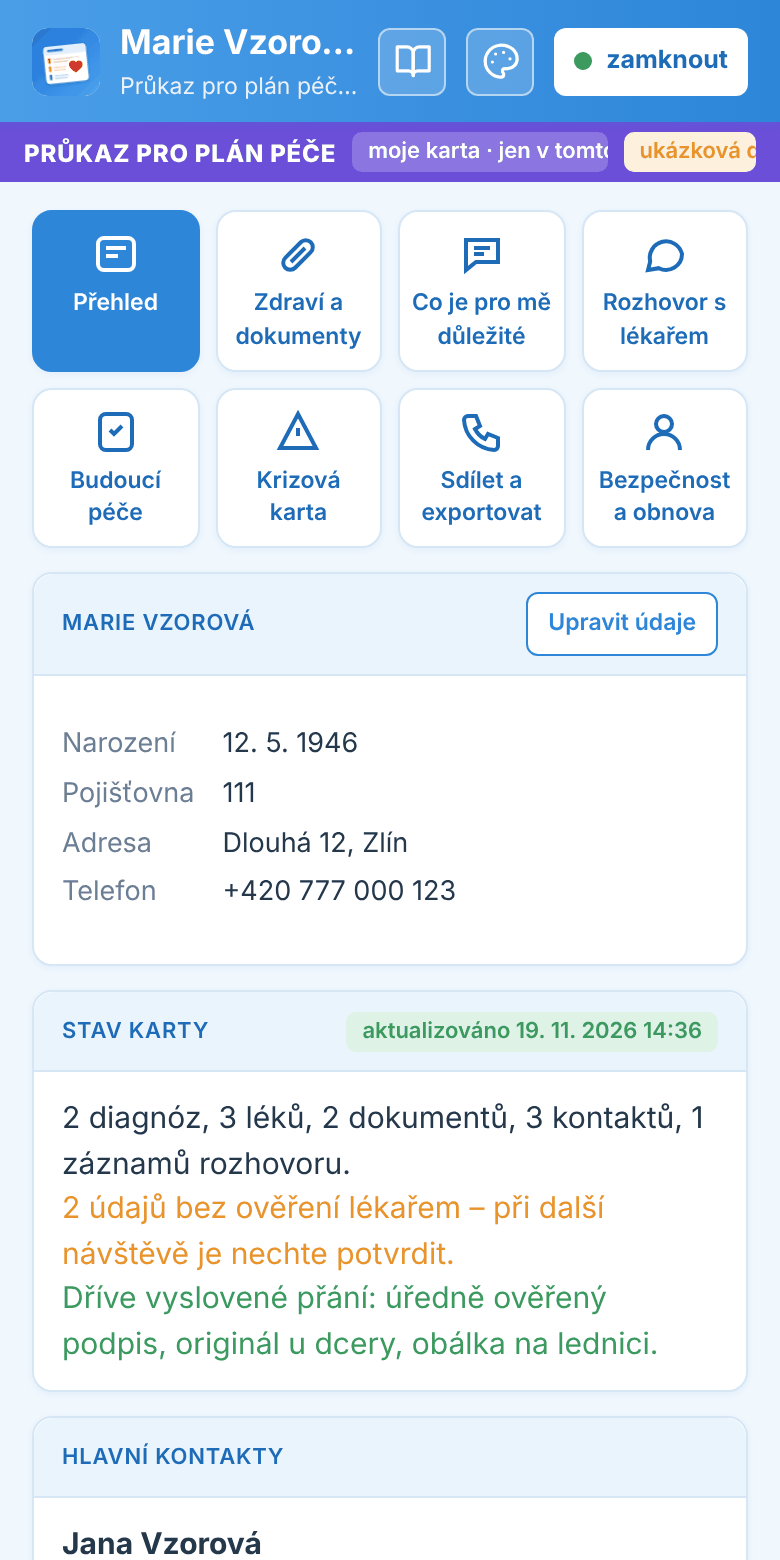 Marie Vzoro...
Průkaz pro plán péč...
zamknout
PRŮKAZ PRO PLÁN PÉČE
moje karta · jen v tomto
ukázková d
Přehled
Zdraví a
dokumenty
Co je pro mě
důležité
Rozhovor s
lékařem
Budoucí
péče
Krizová
karta
Sdílet a
exportovat
Bezpečnost
a obnova
MARIE VZOROVÁ
Upravit údaje
Narození 12. 5. 1946
Pojišťovna 111
Adresa Dlouhá 12, Zlín
Telefon +420 777 000 123
STAV KARTY
aktualizováno 19. 11. 2026 14:36
2 diagnóz, 3 léků, 2 dokumentů, 3 kontaktů, 1
záznamů rozhovoru.
2 údajů bez ověření lékařem – při další
návštěvě je nechte potvrdit.
Dříve vyslovené přání: úředně ověřený
podpis, originál u dcery, obálka na lednici.
HLAVNÍ KONTAKTY
Jana Vzorová